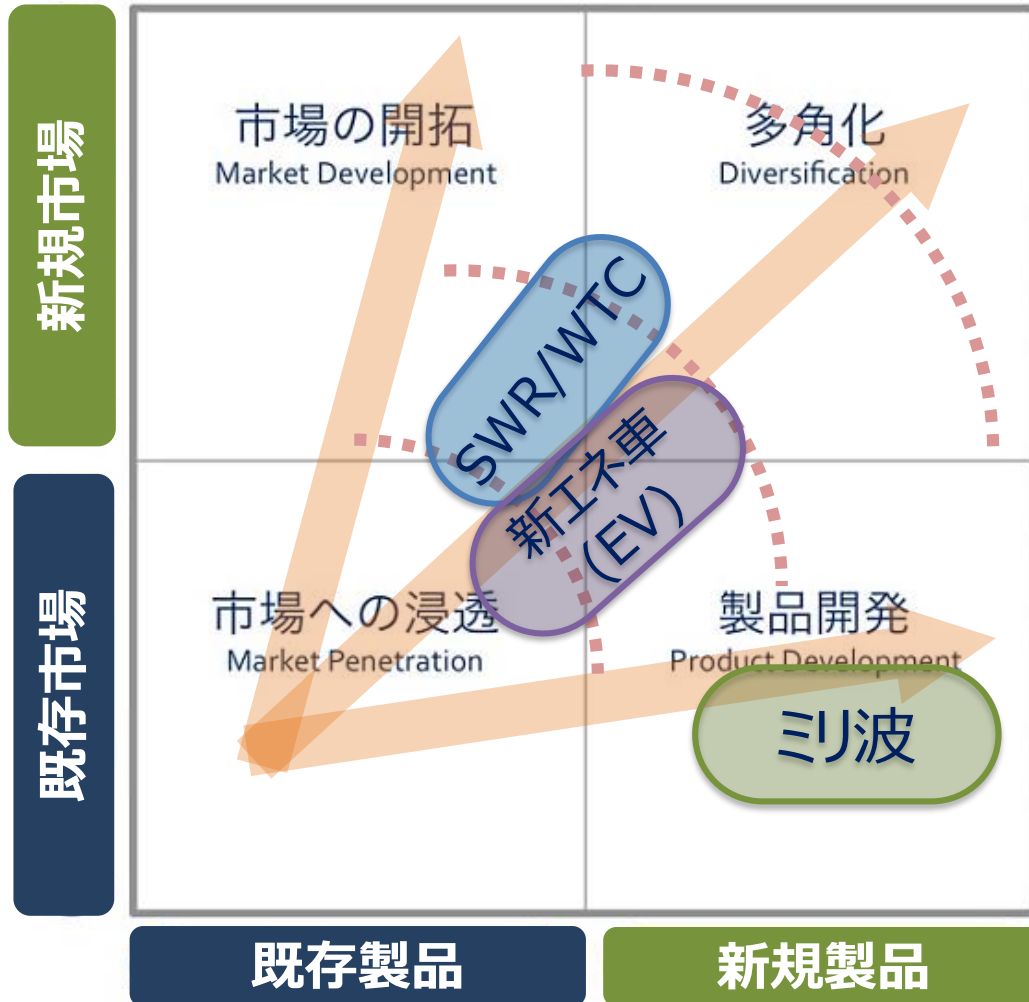 新規市場
市場の開拓
Market Development
多角化
Diversification
SWR/WTC
新エネ車
(EV)
既存市場
市場への浸透
Market Penetration
製品開発
Product Development
ミリ波
既存製品
新規製品